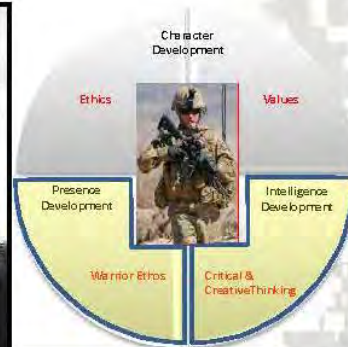 Character
Development
Ethics
Values
Presence
Development
Intelligence
Development
Warrior Ethos
Critical &
Creative Thinking